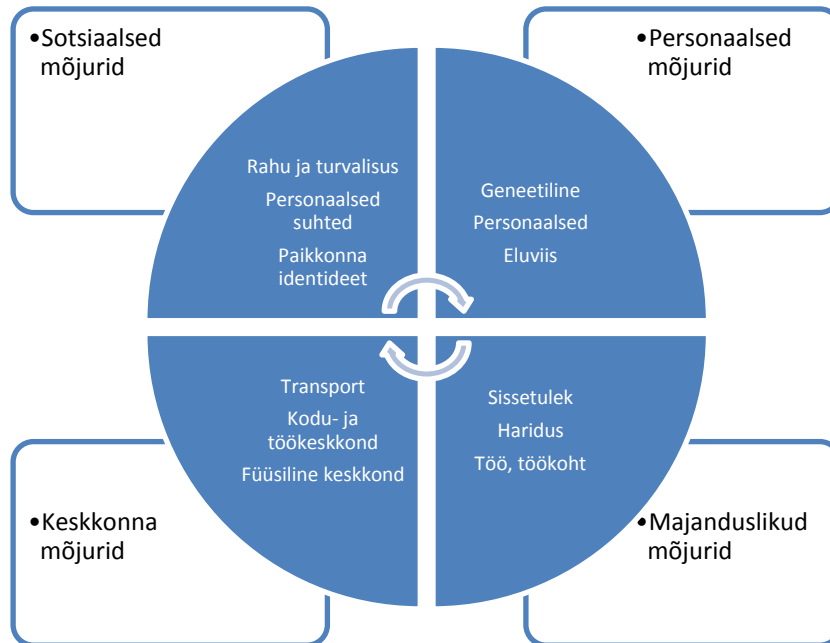 •Sotsiaalsed
mõjurid
•Personaalsed
mõjurid
Rahu ja turvalisus
Personaalsed
suhted
Paikkonna
identideet
Geneetiline
Personaalsed
Eluviis
Transport
Kodu- ja
töökeskkond
Füüsiline keskkond
Sissetulek
Haridus
Töö, töökoht
•Keskkonna
mõjurid
•Majanduslikud
mõjurid